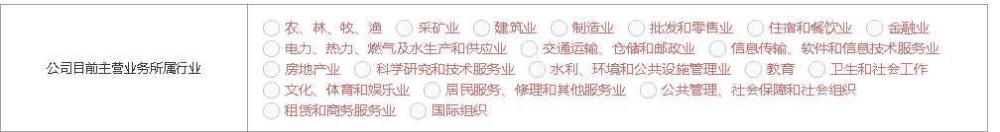 农、林、牧、渔 采矿业 建筑业 制造业 批发和零售业 住宿和餐饮业 金融业
电力、热力、燃气及水生产和供应业 交通运输、仓储和邮政业 信息传输、软件和信息技术服务业
公司目前主营业务所属行业 房地产业 科学研究和技术服务业 水利、环境和公共设施管理业 教育 卫生和社会工作
文化、体育和娱乐业 居民服务、修理和其他服务业 公共管理、社会保障和社会组织
租赁和商务服务业 国际组织